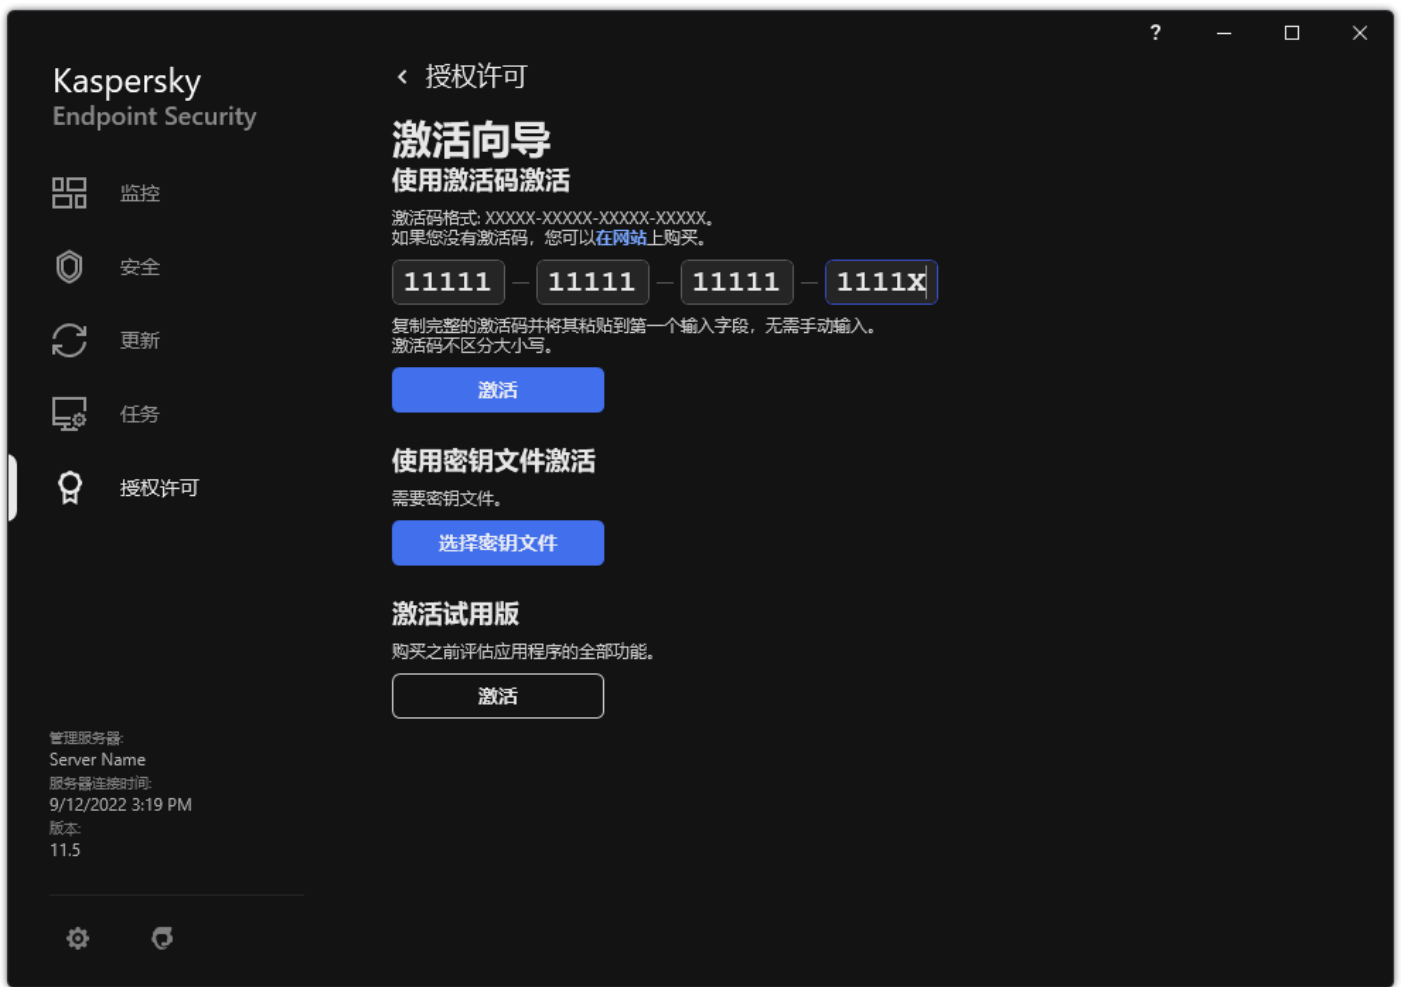 ?
Kaspersky
Endpoint Security
监控
安全
更新
任务
授权许可
管理服务器:
Server Name
服务器连接时间:
9/12/2022 3:19 PM
版本:
11.5
授权许可
激活向导
使用激活码激活
激活码格式: XXXXX-XXXXX-XXXXX-XXXXX。
如果您没有激活码，您可以在网站上购买。
11111 — 11111 — 11111 — 1111X
复制完整的激活码并将其粘贴到第一个输入字段，无需手动输入。
激活码不区分大小写。
激活
使用密钥文件激活
需要密钥文件。
选择密钥文件
激活试用版
购买之前评估应用程序的全部功能。
激活